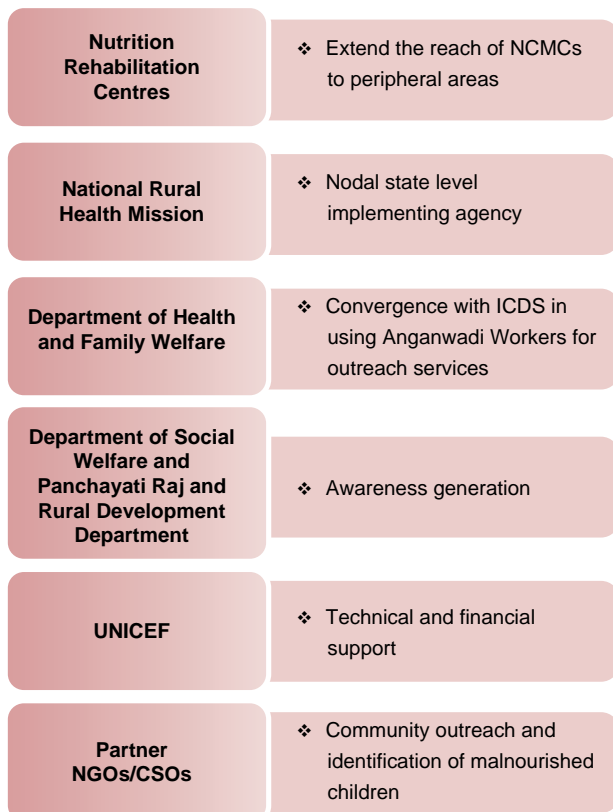 Nutrition
Rehabilitation
Centres
❖ Extend the reach of NCMCs
to peripheral areas
National Rural
Health Mission
❖ Nodal state level
implementing agency
Department of Health
and Family Welfare
❖ Convergence with ICDS in
using Anganwadi Workers for
outreach services
Department of Social
Welfare and
Panchayati Raj and
Rural Development
Department
❖ Awareness generation
UNICEF
❖ Technical and financial
support
Partner
NGOs/CSOs
❖ Community outreach and
identification of malnourished
children